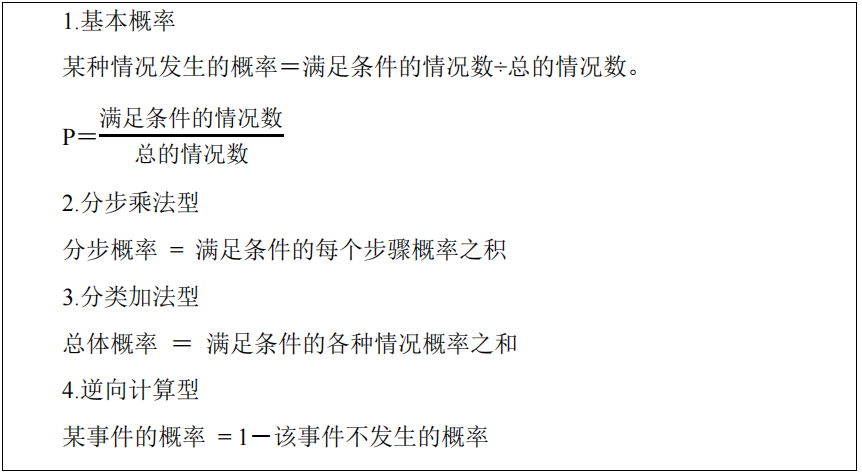 1.基本概率
某种情况发生的概率＝满足条件的情况数÷总的情况数。
P＝满足条件的情况数
总的情况数
2.分步乘法型
分步概率 = 满足条件的每个步骤概率之积
3.分类加法型
总体概率 ＝ 满足条件的各种情况概率之和
4.逆向计算型
某事件的概率 = 1－该事件不发生的概率